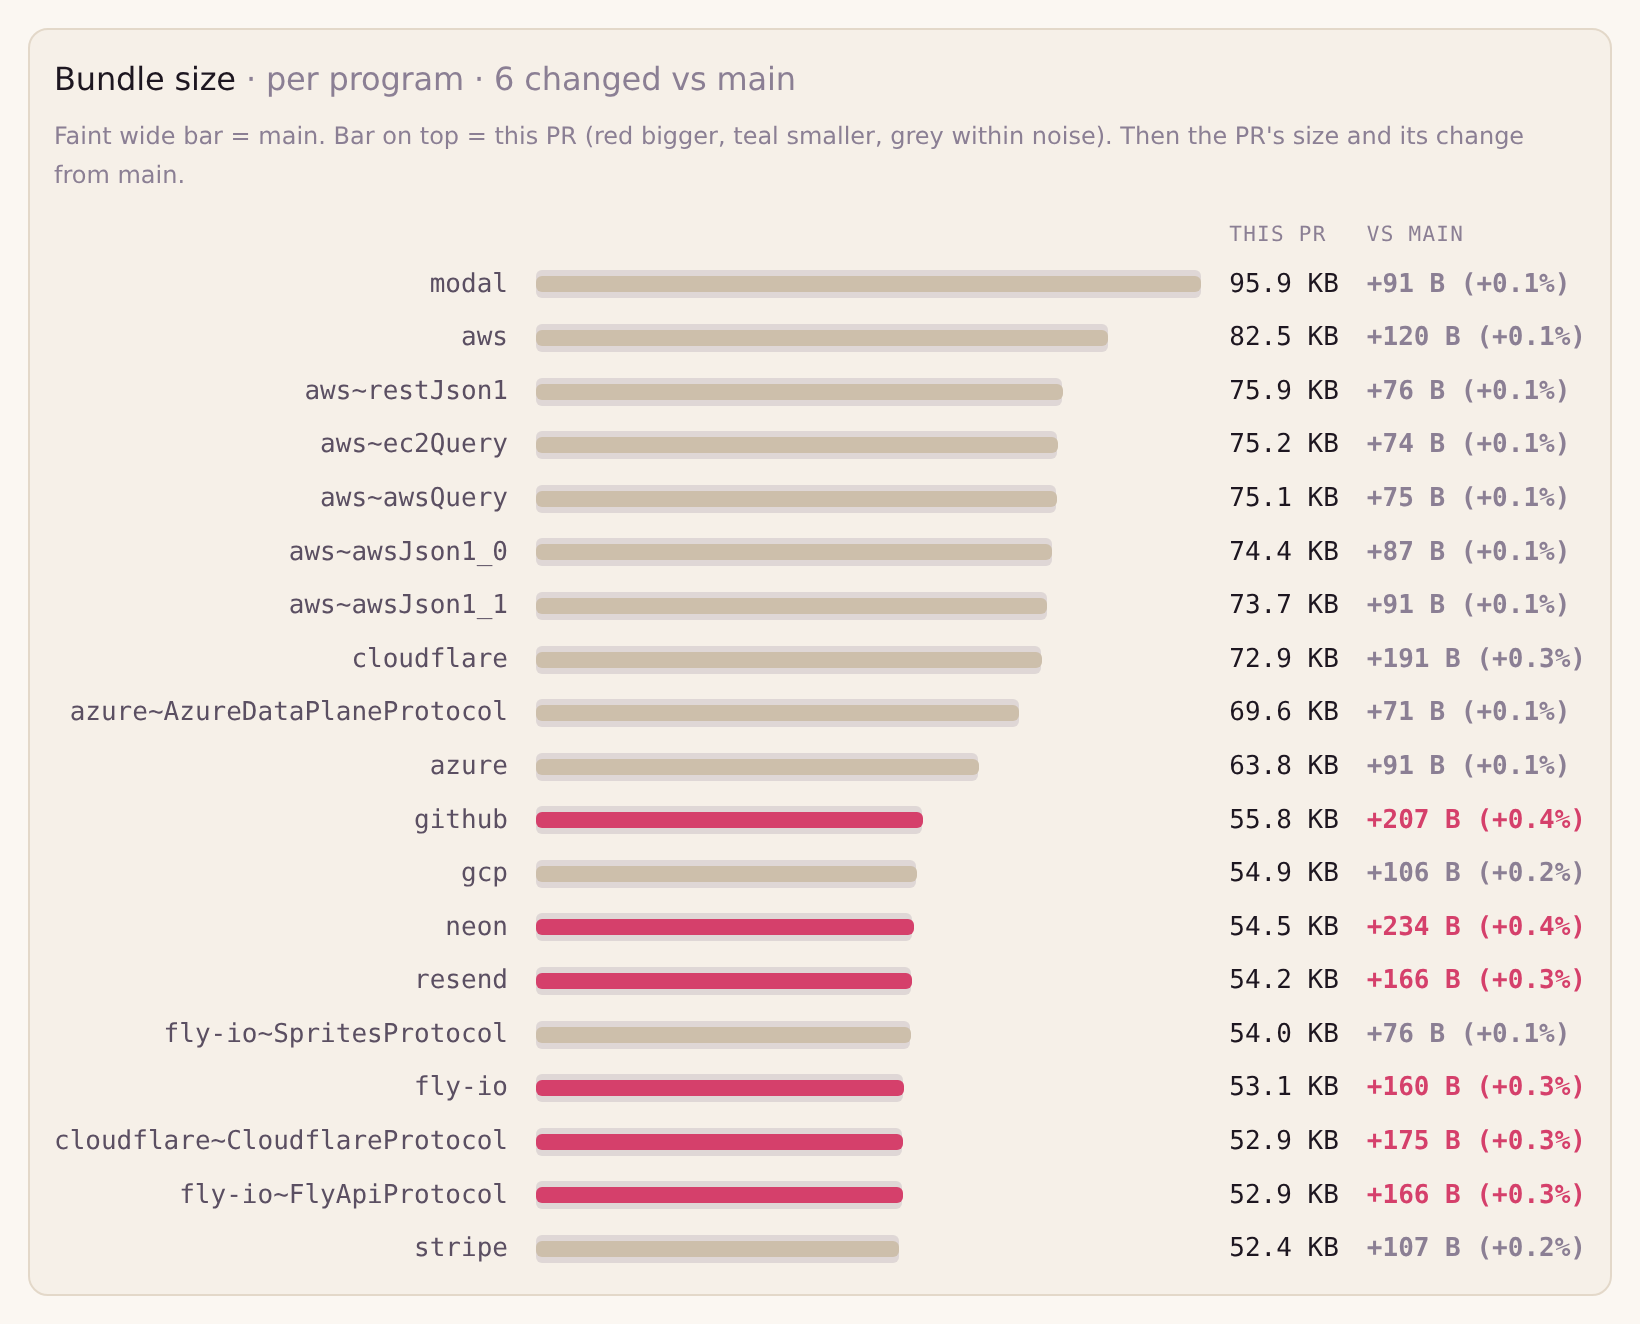 Bundle size · per program · 6 changed vs main
Faint wide bar = main. Bar on top = this PR (red bigger, teal smaller, grey within noise). Then the PR's size and its change
from main.
THIS PR VS MAIN
modal 95.9 KB +91 B (+0.1%)
aws 82.5 KB +120 B (+0.1%)
aws~restJson1 75.9 KB +76 B (+0.1%)
aws~ec2Query 75.2 KB +74 B (+0.1%)
aws~awsQuery 75.1 KB +75 B (+0.1%)
aws~awsJson1_0 74.4 KB +87 B (+0.1%)
aws~awsJson1_1 73.7 KB +91 B (+0.1%)
cloudflare 72.9 KB +191 B (+0.3%)
azure~AzureDataPlaneProtocol 69.6 KB +71 B (+0.1%)
azure 63.8 KB +91 B (+0.1%)
github 55.8 KB +207 B (+0.4%)
gcp 54.9 KB +106 B (+0.2%)
neon 54.5 KB +234 B (+0.4%)
resend 54.2 KB +166 B (+0.3%)
fly-io~SpritesProtocol 54.0 KB +76 B (+0.1%)
fly-io 53.1 KB +160 B (+0.3%)
cloudflare~CloudflareProtocol 52.9 KB +175 B (+0.3%)
fly-io~FlyApiProtocol 52.9 KB +166 B (+0.3%)
stripe 52.4 KB +107 B (+0.2%)